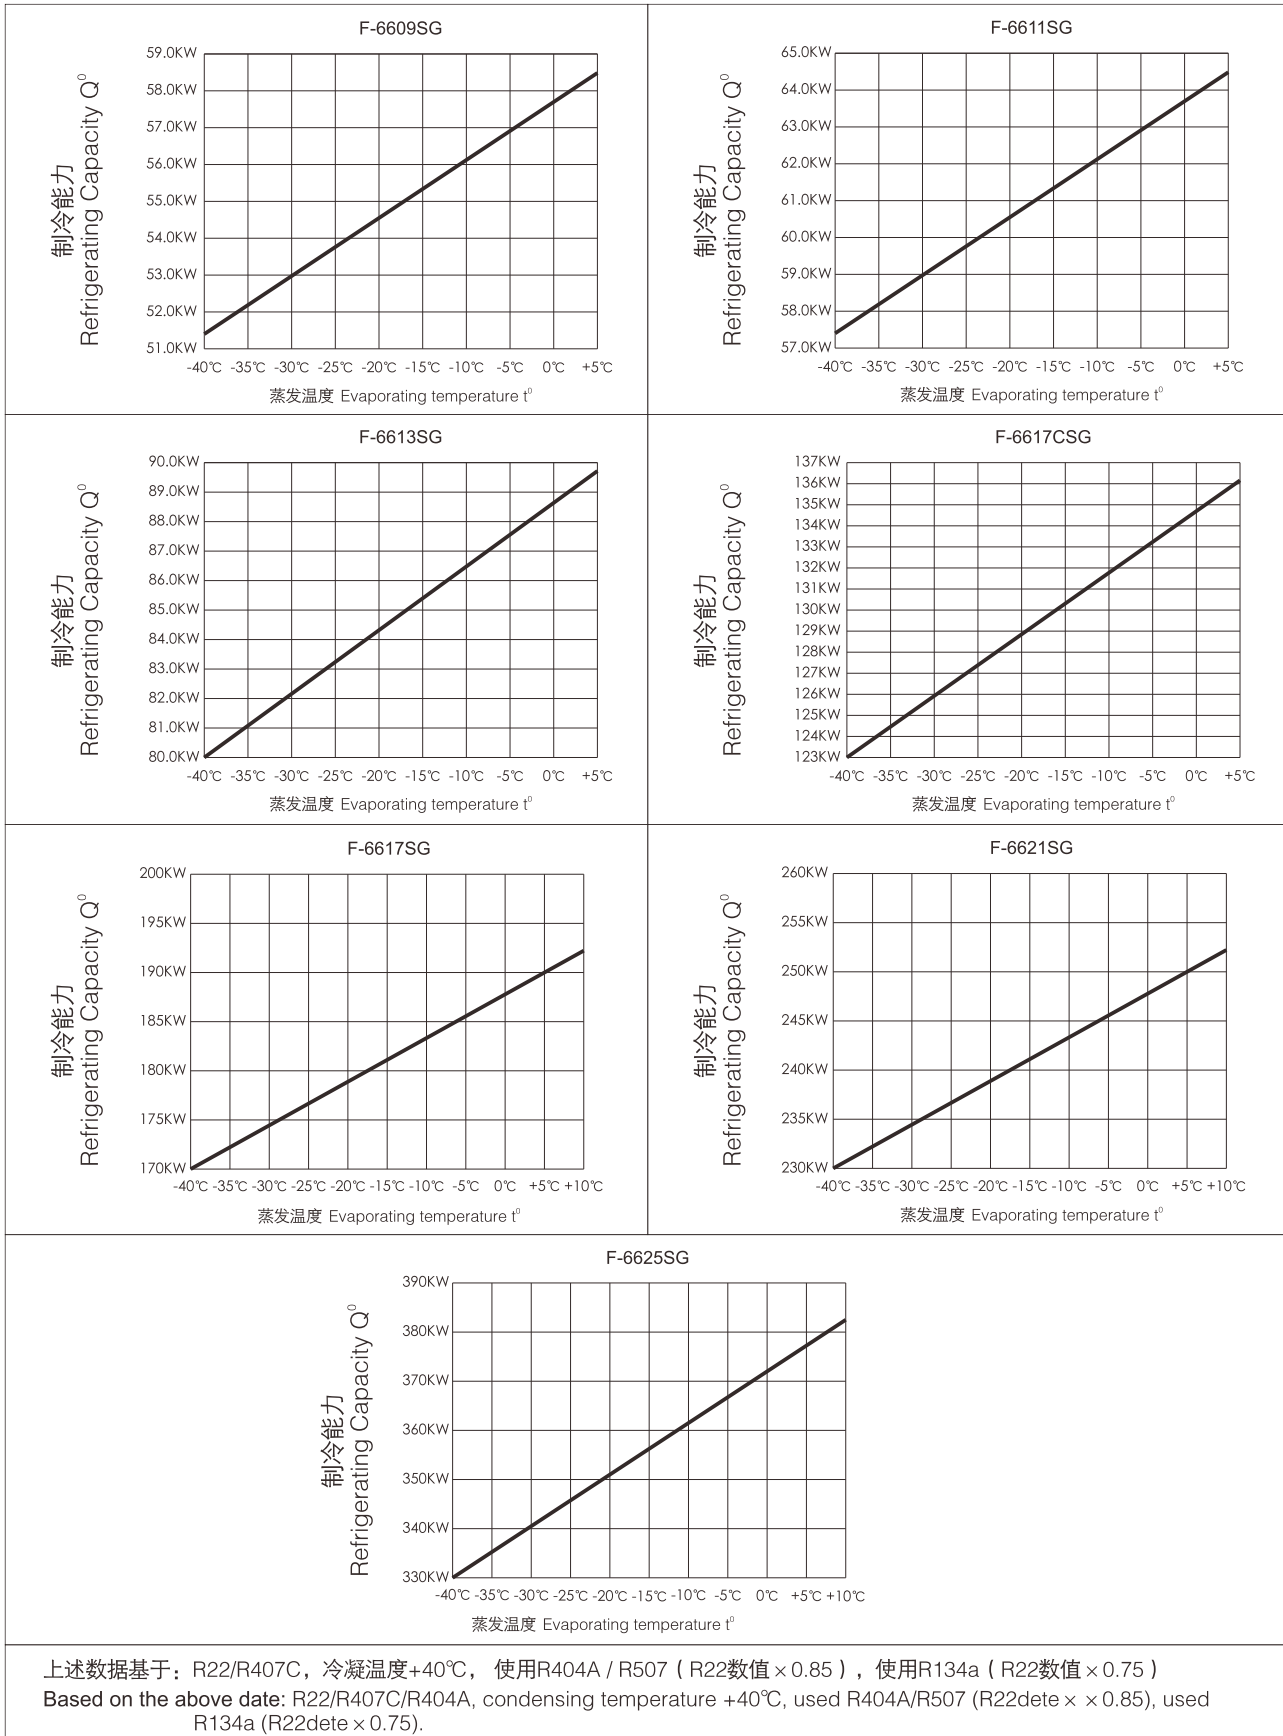 F-6609SG
59.0KW
58.0KW
57.0KW
56.0KW
55.0KW
54.0KW
53.0KW
52.0KW
51.0KW
制冷能力
Refrigerating Capacity Q⁰
-40℃ -35℃ -30℃ -25℃ -20℃ -15℃ -10℃ -5℃ 0℃ +5℃
蒸发温度 Evaporating temperature t⁰
F-6611SG
65.0KW
64.0KW
63.0KW
62.0KW
61.0KW
60.0KW
59.0KW
58.0KW
57.0KW
制冷能力
Refrigerating Capacity Q⁰
-40℃ -35℃ -30℃ -25℃ -20℃ -15℃ -10℃ -5℃ 0℃ +5℃
蒸发温度 Evaporating temperature t⁰
F-6613SG
90.0KW
89.0KW
88.0KW
87.0KW
86.0KW
85.0KW
84.0KW
83.0KW
82.0KW
81.0KW
80.0KW
制冷能力
Refrigerating Capacity Q⁰
-40℃ -35℃ -30℃ -25℃ -20℃ -15℃ -10℃ -5℃ 0℃ +5℃
蒸发温度 Evaporating temperature t⁰
F-6617CSG
137KW
136KW
135KW
134KW
133KW
132KW
131KW
130KW
129KW
128KW
127KW
126KW
125KW
124KW
123KW
制冷能力
Refrigerating Capacity Q⁰
-40℃ -35℃ -30℃ -25℃ -20℃ -15℃ -10℃ -5℃ 0℃ +5℃
蒸发温度 Evaporating temperature t⁰
F-6617SG
200KW
195KW
190KW
185KW
180KW
175KW
170KW
制冷能力
Refrigerating Capacity Q⁰
-40℃ -35℃ -30℃ -25℃ -20℃ -15℃ -10℃ -5℃ 0℃ +5℃ +10℃
蒸发温度 Evaporating temperature t⁰
F-6621SG
260KW
255KW
250KW
245KW
240KW
235KW
230KW
制冷能力
Refrigerating Capacity Q⁰
-40℃ -35℃ -30℃ -25℃ -20℃ -15℃ -10℃ -5℃ 0℃ +5℃ +10℃
蒸发温度 Evaporating temperature t⁰
F-6625SG
390KW
380KW
370KW
360KW
350KW
340KW
330KW
制冷能力
Refrigerating Capacity Q⁰
-40℃ -35℃ -30℃ -25℃ -20℃ -15℃ -10℃ -5℃ 0℃ +5℃ +10℃
蒸发温度 Evaporating temperature t⁰
上述数据基于：R22/R407C，冷凝温度+40℃， 使用R404A / R507（R22数值×0.85），使用R134a（R22数值×0.75）
Based on the above date: R22/R407C/R404A, condensing temperature +40℃, used R404A/R507 (R22dete × ×0.85), used
R134a (R22dete×0.75).